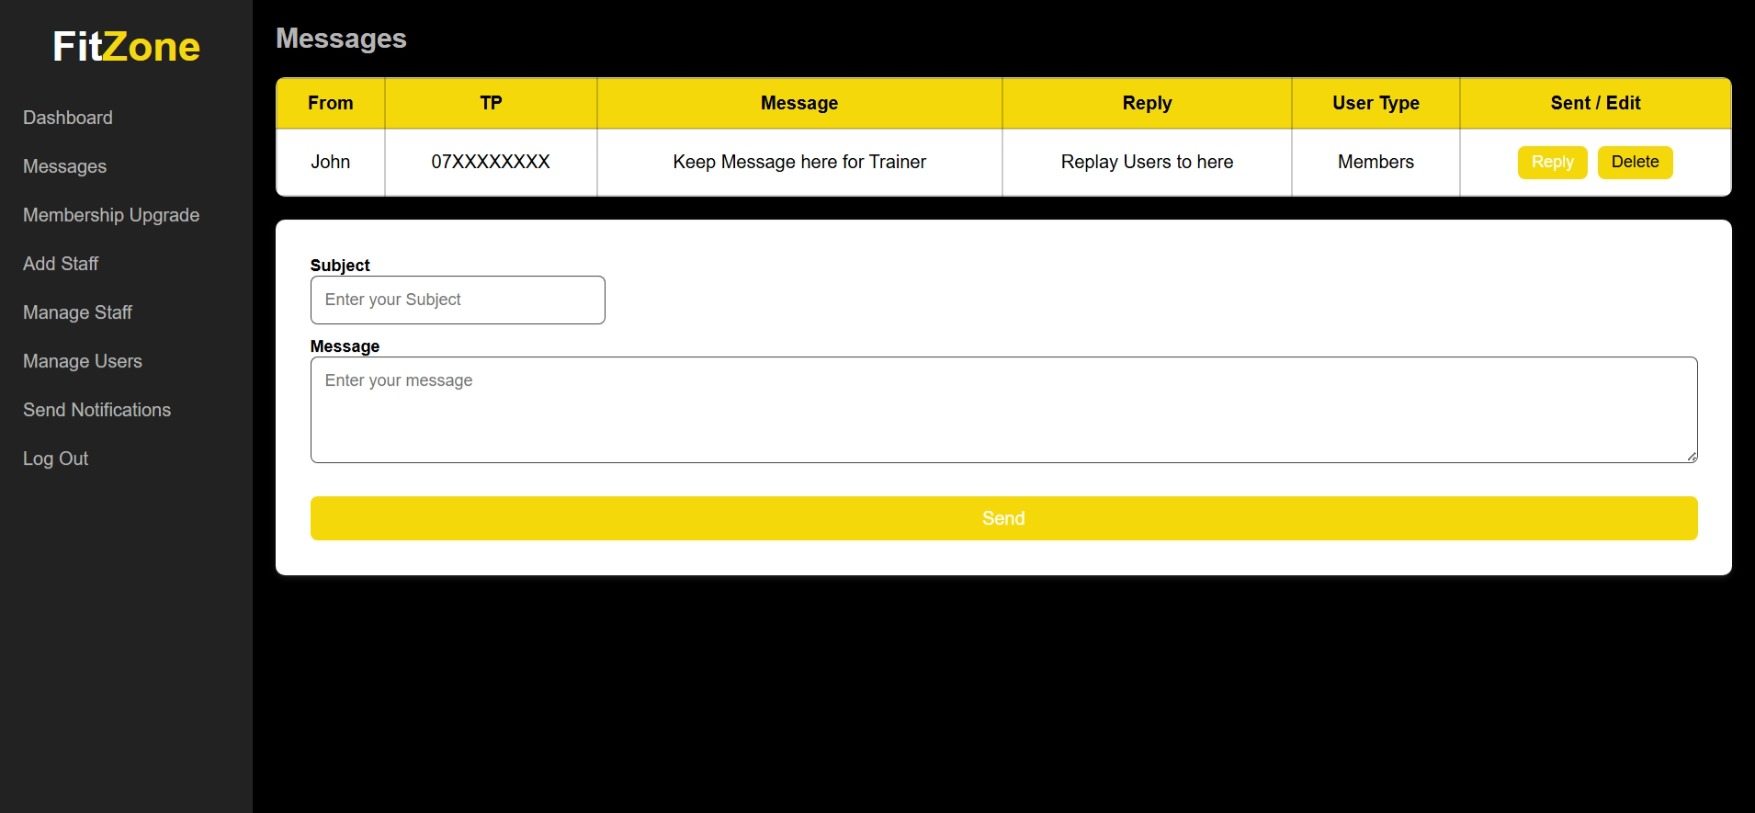 FitZone
Dashboard
Messages
Membership Upgrade
Add Staff
Manage Staff
Manage Users
Send Notifications
Log Out
Messages
From TP Message Reply User Type Sent / Edit
John 07XXXXXXXX Keep Message here for Trainer Replay Users to here Members Reply Delete
Subject
Enter your Subject
Message
Enter your message
Send